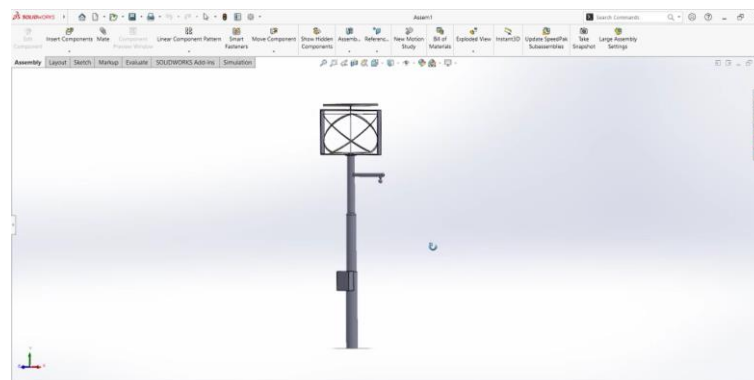 SOLIDWORKS
Assem1
Search Commands
Edit Component
Insert Components
Mate
Component Preview Window
Linear Component Pattern
Smart Fasteners
Move Component
Show Hidden Components
Assemb...
Referenc...
New Motion Study
Bill of Materials
Exploded View
Instant3D
Update SpeedPak Subassemblies
Take Snapshot
Large Assembly Settings
Assembly Layout Sketch Markup Evaluate SOLIDWORKS Add-Ins Simulation